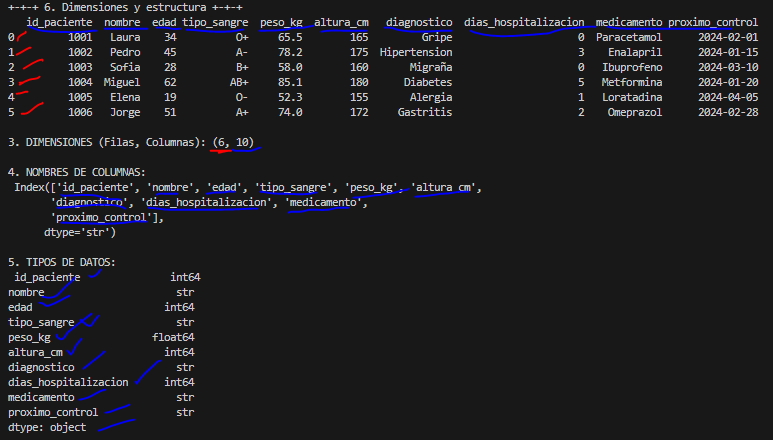 +-+-+ 6. Dimensiones y estructura +-+-+
id_paciente nombre edad tipo_sangre peso_kg altura_cm diagnostico dias_hospitalizacion medicamento proximo_control
0 1001 Laura 34 O+ 65.5 165 Gripe 0 Paracetamol 2024-02-01
1 1002 Pedro 45 A- 78.2 175 Hipertension 3 Enalapril 2024-01-15
2 1003 Sofia 28 B+ 58.0 160 Migraña 0 Ibuprofeno 2024-03-10
3 1004 Miguel 62 AB+ 85.1 180 Diabetes 5 Metformina 2024-01-20
4 1005 Elena 19 O- 52.3 155 Alergia 1 Loratadina 2024-04-05
5 1006 Jorge 51 A+ 74.0 172 Gastritis 2 Omeprazol 2024-02-28
3. DIMENSIONES (Filas, Columnas): (6, 10)
4. NOMBRES DE COLUMNAS:
Index(['id_paciente', 'nombre', 'edad', 'tipo_sangre', 'peso_kg', 'altura_cm',
'diagnostico', 'dias_hospitalizacion', 'medicamento',
'proximo_control'],
dtype='str')
5. TIPOS DE DATOS:
id_paciente int64
nombre str
edad int64
tipo_sangre str
peso_kg float64
altura_cm int64
diagnostico str
dias_hospitalizacion int64
medicamento str
proximo_control str
dtype: object